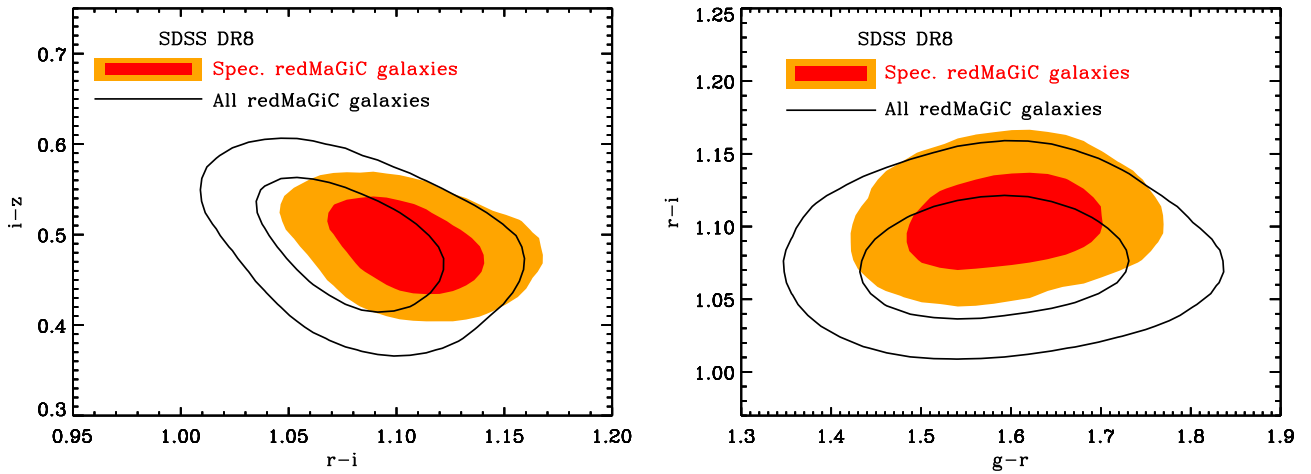 SDSS DR8
Spec. redMaGiC galaxies
All redMaGiC galaxies
0.7
0.6
0.5
0.4
0.3
i-z
0.95 1.00 1.05 1.10 1.15 1.20
r-i
SDSS DR8
Spec. redMaGiC galaxies
All redMaGiC galaxies
1.25
1.20
1.15
1.10
1.05
1.00
r-i
1.3 1.4 1.5 1.6 1.7 1.8 1.9
g-r